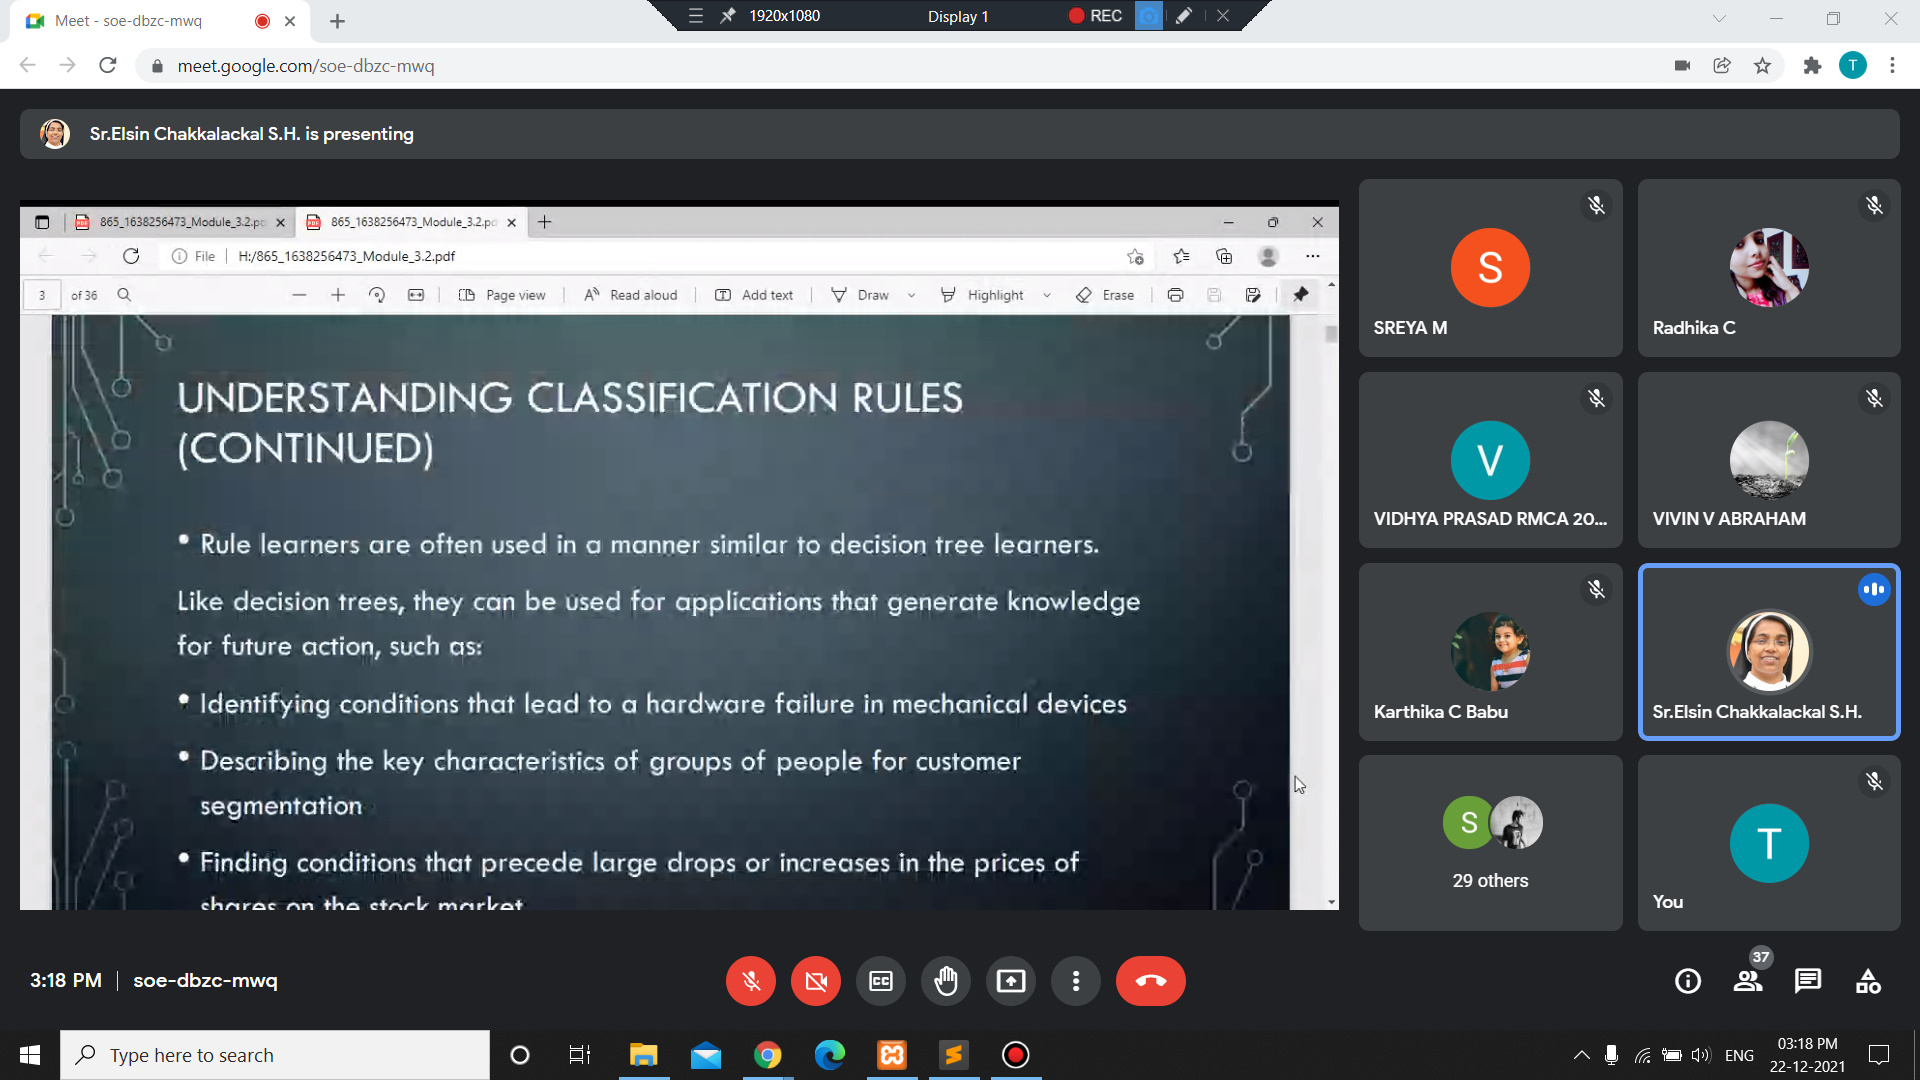 Meet - soe-dbzc-mwq
1920x1080
Display 1
REC
meet.google.com/soe-dbzc-mwq
T
Sr.Elsin Chakkalackal S.H. is presenting
865_1638256473_Module_3.2.pd
865_1638256473_Module_3.2.pd
File
H:/865_1638256473_Module_3.2.pdf
3
of 36
Page view
Read aloud
Add text
Draw
Highlight
Erase
UNDERSTANDING CLASSIFICATION RULES
(CONTINUED)
• Rule learners are often used in a manner similar to decision tree learners.
Like decision trees, they can be used for applications that generate knowledge
for future action, such as:
• Identifying conditions that lead to a hardware failure in mechanical devices
• Describing the key characteristics of groups of people for customer
segmentation
• Finding conditions that precede large drops or increases in the prices of
shares on the stock market
S
SREYA M
Radhika C
V
VIDHYA PRASAD RMCA 20...
VIVIN V ABRAHAM
Karthika C Babu
Sr.Elsin Chakkalackal S.H.
S
29 others
T
You
3:18 PM
soe-dbzc-mwq
CC
37
Type here to search
ENG
03:18 PM
22-12-2021